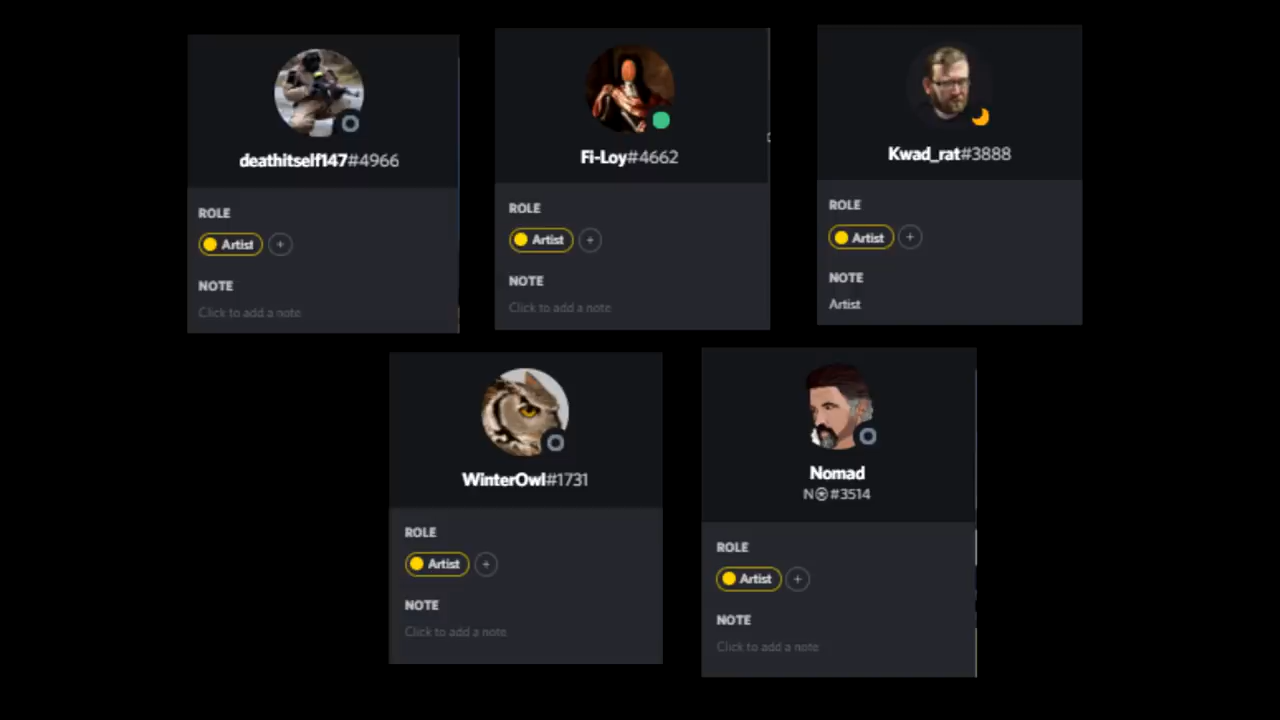 deathitself147#4966
ROLE
Artist +
NOTE
Click to add a note
Fi-Loy#4662
ROLE
Artist +
NOTE
Click to add a note
Kwad_rat#3888
ROLE
Artist +
NOTE
Artist
WinterOwl#1731
ROLE
Artist +
NOTE
Click to add a note
Nomad
N⍟#3514
ROLE
Artist +
NOTE
Click to add a note